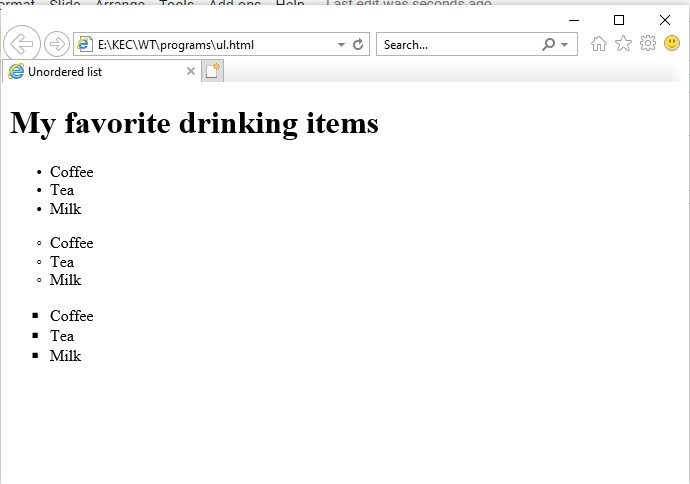 Format Slide Arrange Tools Add-ons Help Last edit was seconds ago
E:\KEC\WT\programs\ul.html
Search...
Unordered list
My favorite drinking items
• Coffee
• Tea
• Milk
◦ Coffee
◦ Tea
◦ Milk
▪ Coffee
▪ Tea
▪ Milk